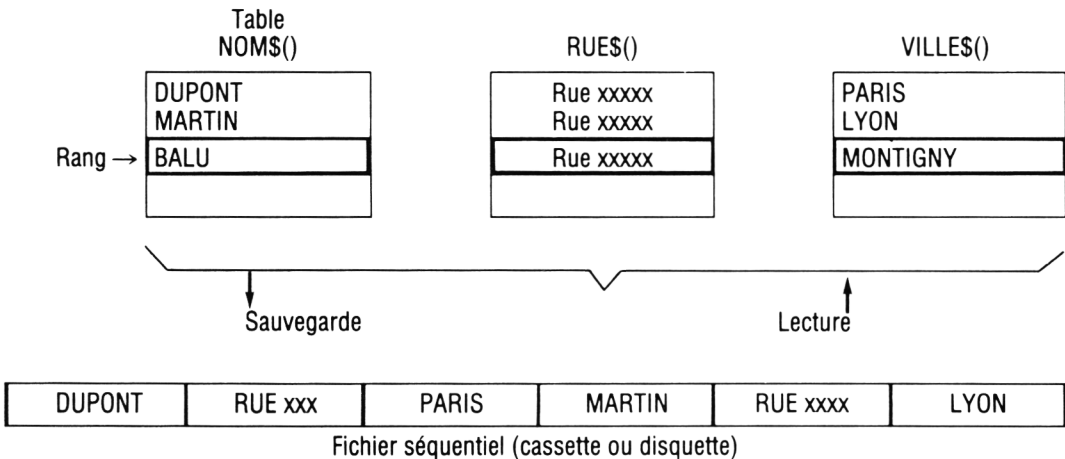 Table
NOM$() RUE$() VILLE$()
DUPONT Rue xxxxx PARIS
MARTIN Rue xxxxx LYON
Rang → BALU Rue xxxxx MONTIGNY
Sauvegarde Lecture
DUPONT RUE xxx PARIS MARTIN RUE xxxx LYON
Fichier séquentiel (cassette ou disquette)